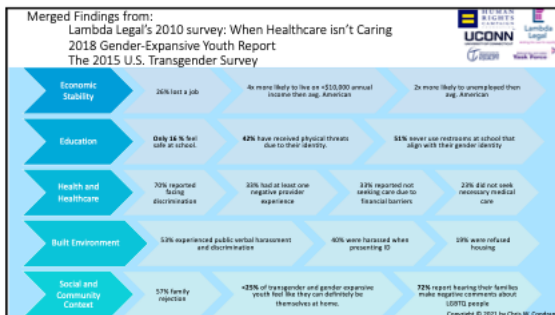 Merged Findings from:
Lambda Legal's 2010 survey: When Healthcare isn't Caring
2018 Gender-Expansive Youth Report
The 2015 U.S. Transgender Survey
HUMAN
RIGHTS
CAMPAIGN
UCONN
Lambda
Legal
Task Force
Economic
Stability
26% lost a job
4x more likely to live on <$10,000 annual
income then avg. American
2x more likely to unemployed then
avg. American
Education
Only 16 % feel
safe at school.
42% have received physical threats
due to their identity.
51% never use restrooms at school that
align with their gender identity
Health and
Healthcare
70% reported
facing
discrimination
33% had at least one
negative provider
experience
33% reported not
seeking care due to
financial barriers
23% did not seek
necessary medical
care
Built Environment
53% experienced public verbal harassment
and discrimination
40% were harassed when
presenting ID
19% were refused
housing
Social and
Community
Context
57% family
rejection
<25% of transgender and gender expansive
youth feel like they can definitely be
themselves at home.
72% report hearing their families
make negative comments about
LGBTQ people
Copyright © 2021 by Chris W.